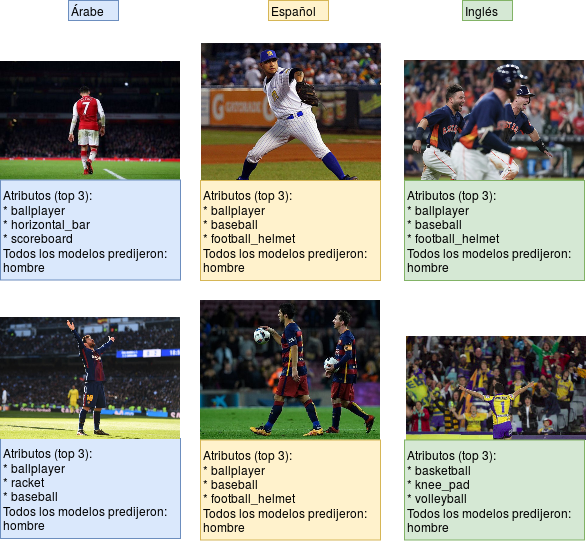 Árabe
Español
Inglés
7
GATORADE
Atributos (top 3):
* ballplayer
* horizontal_bar
* scoreboard
Todos los modelos predijeron:
hombre
Atributos (top 3):
* ballplayer
* baseball
* football_helmet
Todos los modelos predijeron:
hombre
Atributos (top 3):
* ballplayer
* baseball
* football_helmet
Todos los modelos predijeron:
hombre
1
Atributos (top 3):
* ballplayer
* racket
* baseball
Todos los modelos predijeron:
hombre
Atributos (top 3):
* ballplayer
* baseball
* football_helmet
Todos los modelos predijeron:
hombre
Atributos (top 3):
* basketball
* knee_pad
* volleyball
Todos los modelos predijeron:
hombre